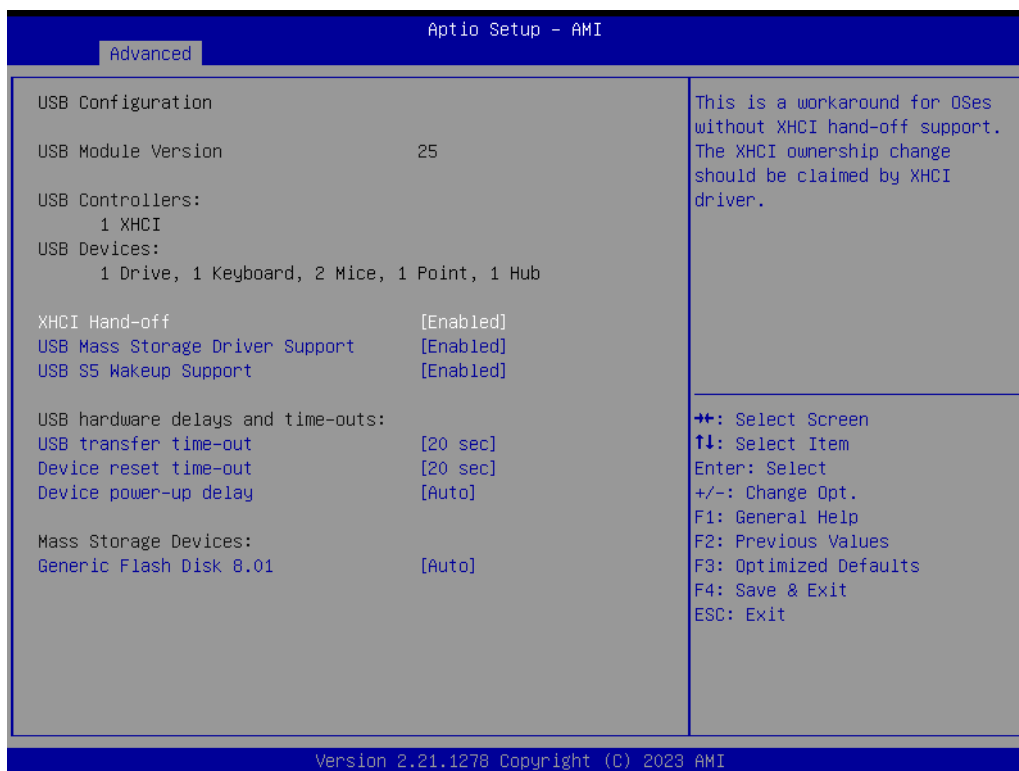 Aptio Setup – AMI
Advanced
USB Configuration
USB Module Version 25
USB Controllers:
1 XHCI
USB Devices:
1 Drive, 1 Keyboard, 2 Mice, 1 Point, 1 Hub
XHCI Hand-off [Enabled]
USB Mass Storage Driver Support [Enabled]
USB S5 Wakeup Support [Enabled]
USB hardware delays and time-outs:
USB transfer time-out [20 sec]
Device reset time-out [20 sec]
Device power-up delay [Auto]
Mass Storage Devices:
Generic Flash Disk 8.01 [Auto]
This is a workaround for OSes
without XHCI hand-off support.
The XHCI ownership change
should be claimed by XHCI
driver.
→←: Select Screen
↑↓: Select Item
Enter: Select
+/-: Change Opt.
F1: General Help
F2: Previous Values
F3: Optimized Defaults
F4: Save & Exit
ESC: Exit
Version 2.21.1278 Copyright (C) 2023 AMI